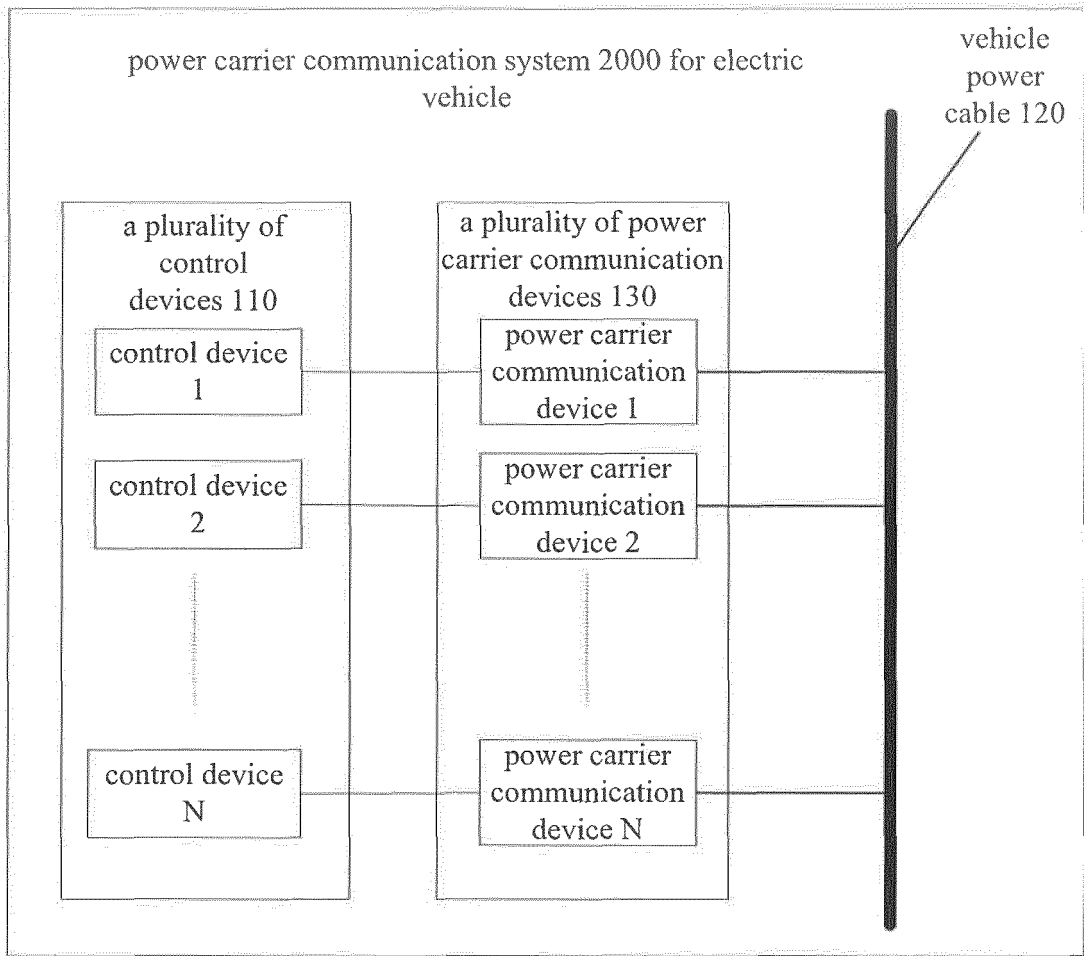 power carrier communication system 2000 for electric
vehicle
vehicle
power
cable 120
a plurality of
control
devices 110
a plurality of power
carrier communication
devices 130
control device
1
power carrier
communication
device 1
control device
2
power carrier
communication
device 2
control device
N
power carrier
communication
device N